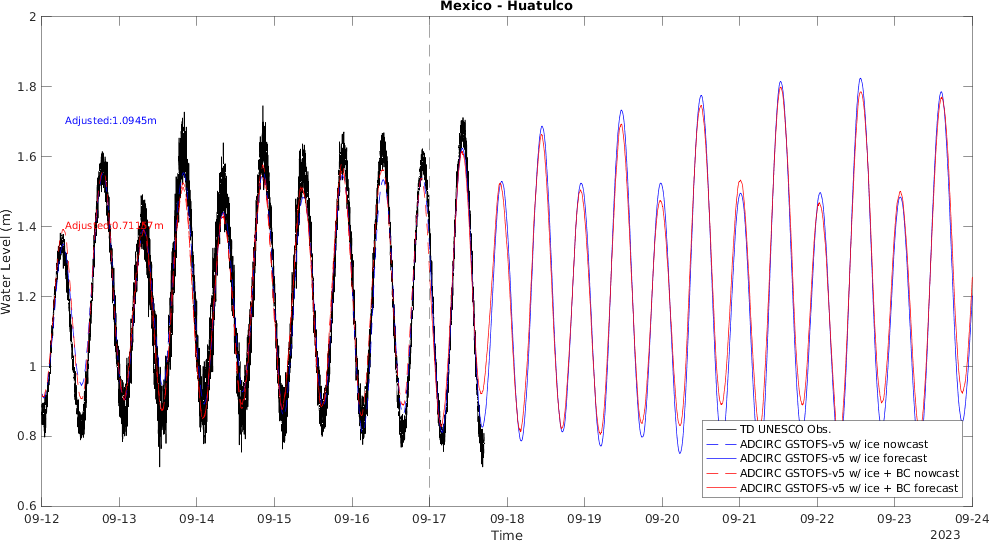 Mexico - Huatulco
Water Level (m)
2
1.8
1.6
1.4
1.2
1
0.8
0.6
Adjusted:1.0945m
TD UNESCO Obs.
ADCIRC GSTOFS-v5 w/ ice nowcast
ADCIRC GSTOFS-v5 w/ ice forecast
ADCIRC GSTOFS-v5 w/ ice + BC nowcast
ADCIRC GSTOFS-v5 w/ ice + BC forecast
09-12 09-13 09-14 09-15 09-16 09-17 09-18 09-19 09-20 09-21 09-22 09-23 09-24
Time
2023